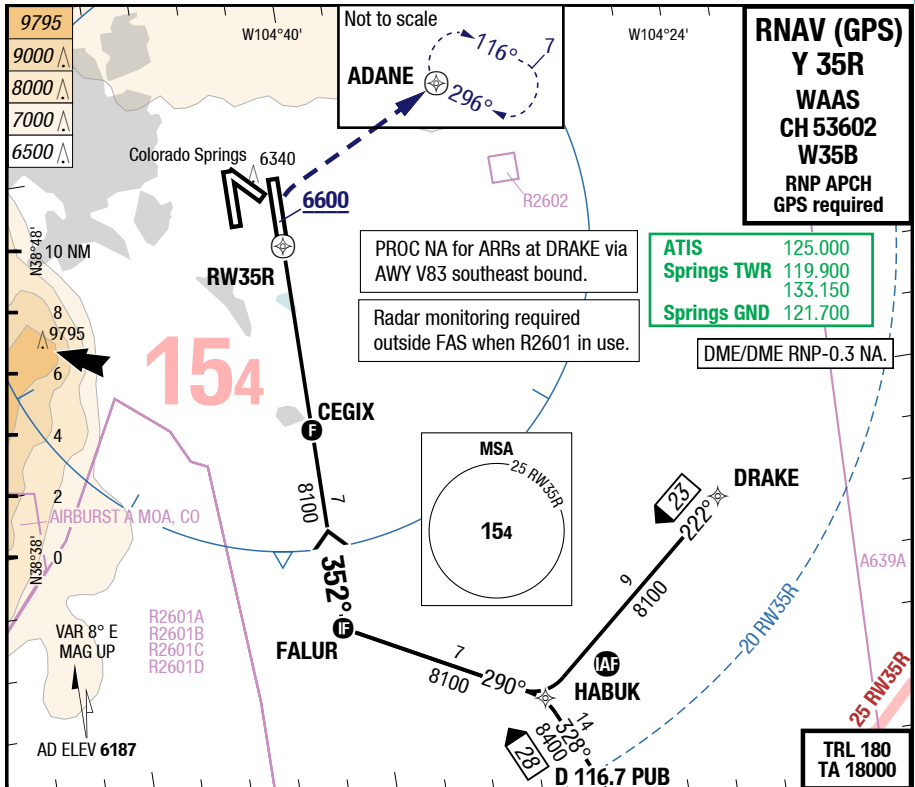 9795
9000
8000
7000
6500
W104°40'
Not to scale
116°
7
ADANE
296°
W104°24'
RNAV (GPS)
Y 35R
WAAS
CH 53602
W35B
RNP APCH
GPS required
Colorado Springs
6340
6600
R2602
N38°48'
10 NM
RW35R
PROC NA for ARRs at DRAKE via
AWY V83 southeast bound.
ATIS 125.000
Springs TWR 119.900
133.150
Springs GND 121.700
Radar monitoring required
outside FAS when R2601 in use.
DME/DME RNP-0.3 NA.
8
9795
6
154
CEGIX
F
4
MSA
25 RW35R
154
DRAKE
23
222°
7
8100
2
AIRBURST A MOA, CO
N38°38'
0
352°
9
8100
A639A
R2601A
R2601B
R2601C
R2601D
VAR 8° E
MAG UP
IF
FALUR
7
8100
290°
IAF
HABUK
20 RW35R
14
328°
8400
28
D 116.7 PUB
25 RW35R
AD ELEV 6187
TRL 180
TA 18000